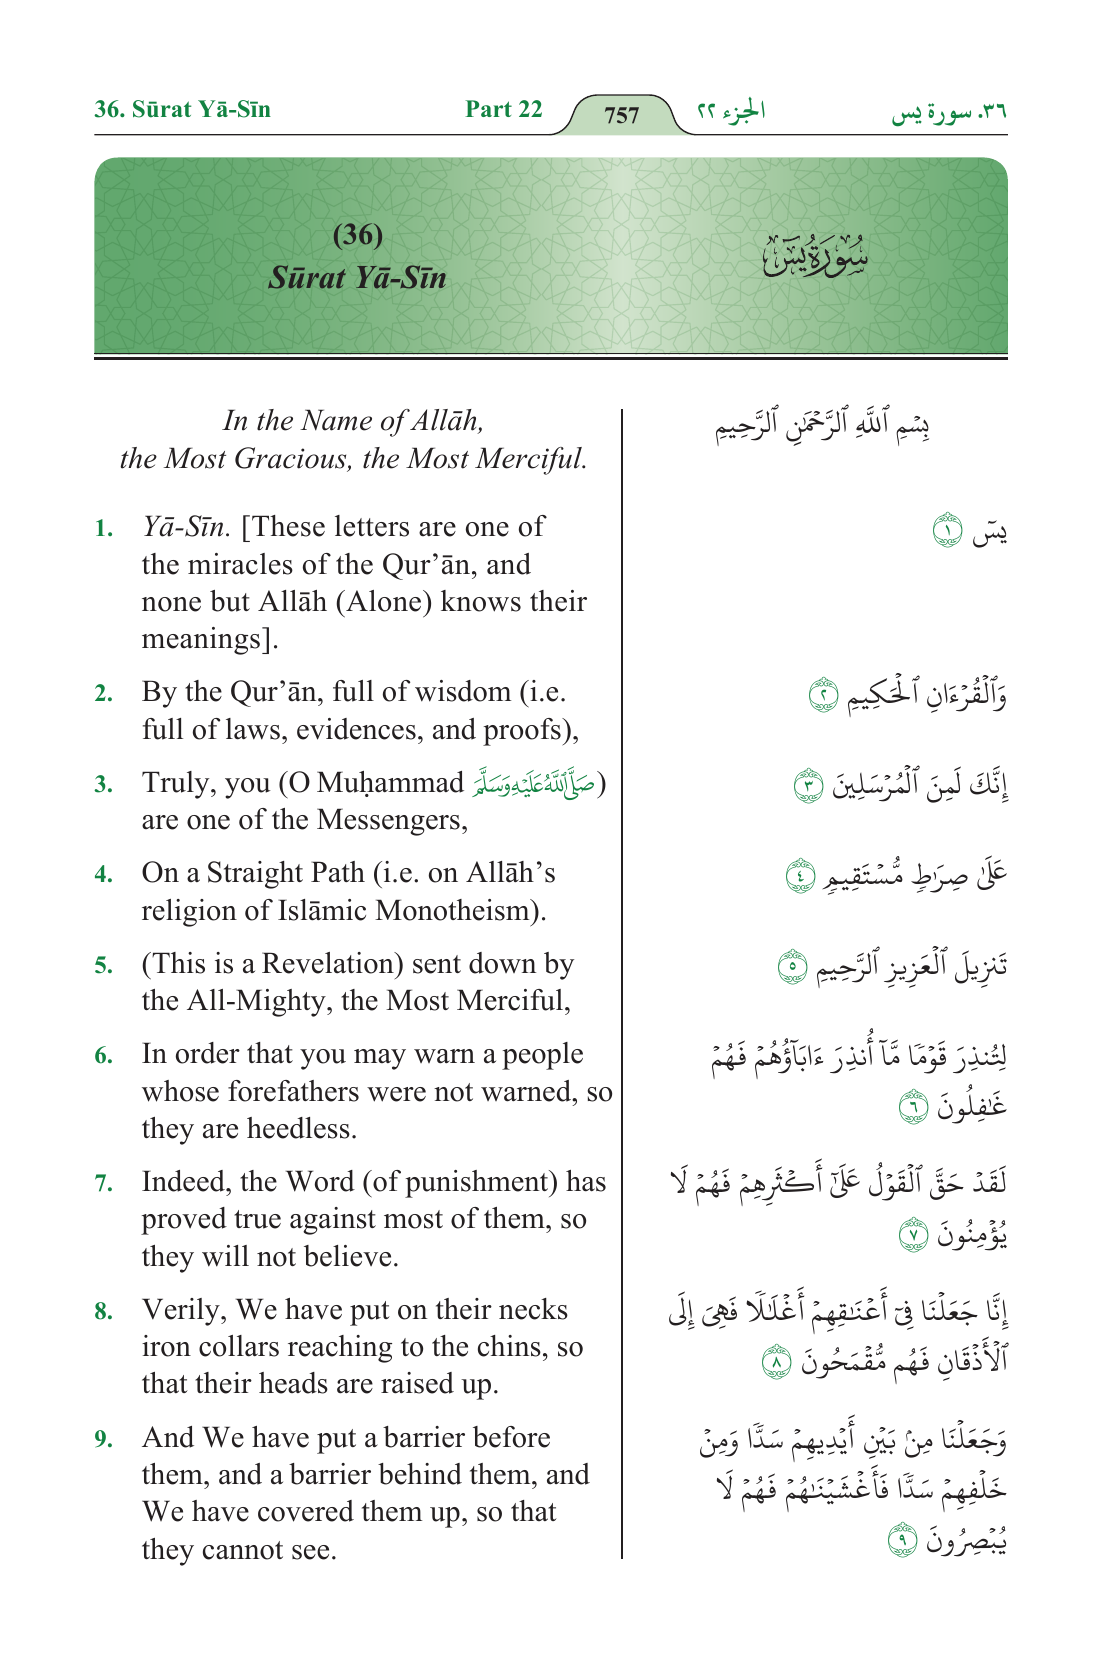 36. Sūrat Yā-Sīn Part 22 757 الجزء ٢٢ ٣٦. سورة يس
(36)
Sūrat Yā-Sīn
سُورَةُ يسٓ
In the Name of Allāh,
the Most Gracious, the Most Merciful.
بِسْمِ ٱللَّهِ ٱلرَّحْمَٰنِ ٱلرَّحِيمِ
1. Yā-Sīn. [These letters are one of
the miracles of the Qur’ān, and
none but Allāh (Alone) knows their
meanings].
يسٓ ١
2. By the Qur’ān, full of wisdom (i.e.
full of laws, evidences, and proofs),
وَٱلْقُرْءَانِ ٱلْحَكِيمِ ٢
3. Truly, you (O Muḥammad صَلَّى ٱللَّهُ عَلَيْهِ وَسَلَّمَ)
are one of the Messengers,
إِنَّكَ لَمِنَ ٱلْمُرْسَلِينَ ٣
4. On a Straight Path (i.e. on Allāh’s
religion of Islāmic Monotheism).
عَلَىٰ صِرَٰطٍ مُّسْتَقِيمٍ ٤
5. (This is a Revelation) sent down by
the All-Mighty, the Most Merciful,
تَنزِيلَ ٱلْعَزِيزِ ٱلرَّحِيمِ ٥
6. In order that you may warn a people
whose forefathers were not warned, so
they are heedless.
لِتُنذِرَ قَوْمًا مَّآ أُنذِرَ ءَابَآؤُهُمْ فَهُمْ
غَٰفِلُونَ ٦
7. Indeed, the Word (of punishment) has
proved true against most of them, so
they will not believe.
لَقَدْ حَقَّ ٱلْقَوْلُ عَلَىٰٓ أَكْثَرِهِمْ فَهُمْ لَا
يُؤْمِنُونَ ٧
8. Verily, We have put on their necks
iron collars reaching to the chins, so
that their heads are raised up.
إِنَّا جَعَلْنَا فِىٓ أَعْنَٰقِهِمْ أَغْلَٰلًا فَهِىَ إِلَى
ٱلْأَذْقَانِ فَهُم مُّقْمَحُونَ ٨
9. And We have put a barrier before
them, and a barrier behind them, and
We have covered them up, so that
they cannot see.
وَجَعَلْنَا مِنۢ بَيْنِ أَيْدِيهِمْ سَدًّا وَمِنْ
خَلْفِهِمْ سَدًّا فَأَغْشَيْنَٰهُمْ فَهُمْ لَا
يُبْصِرُونَ ٩